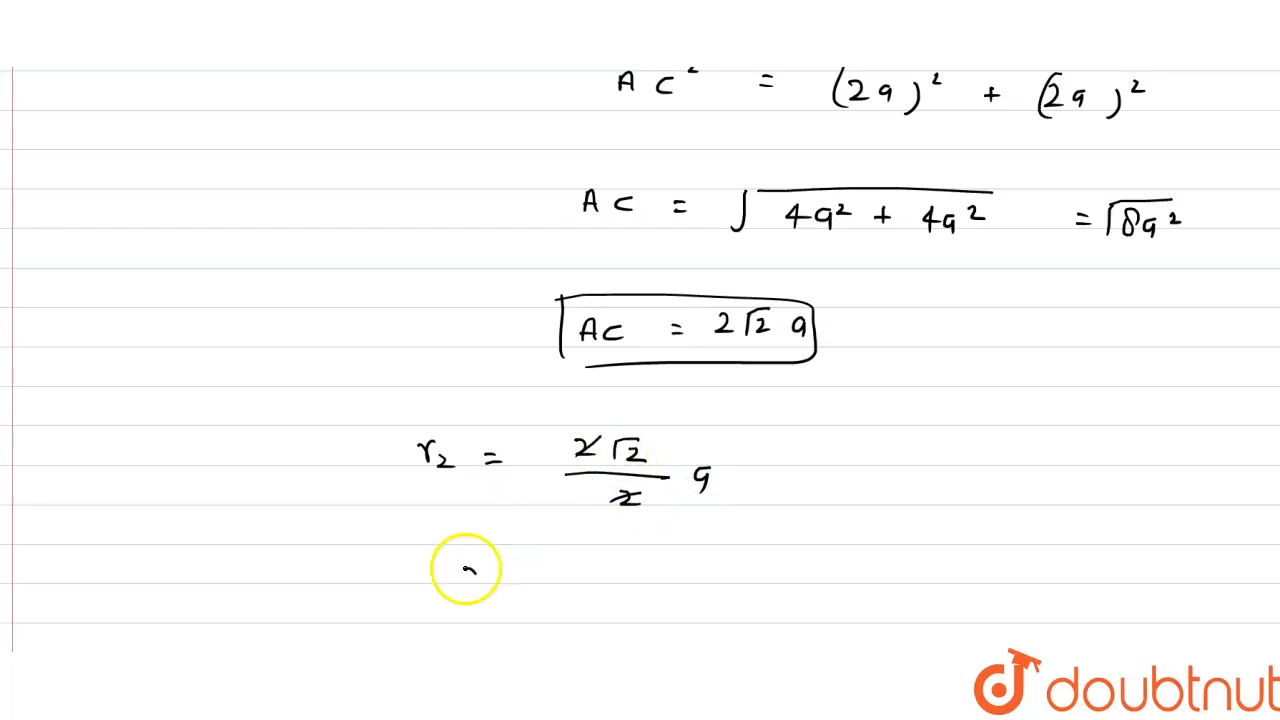 AC² = (2a)² + (2a)²
AC = √4a² + 4a² = √8a²
AC = 2√2 a
r₂ = 2√2/2 a
doubtnut